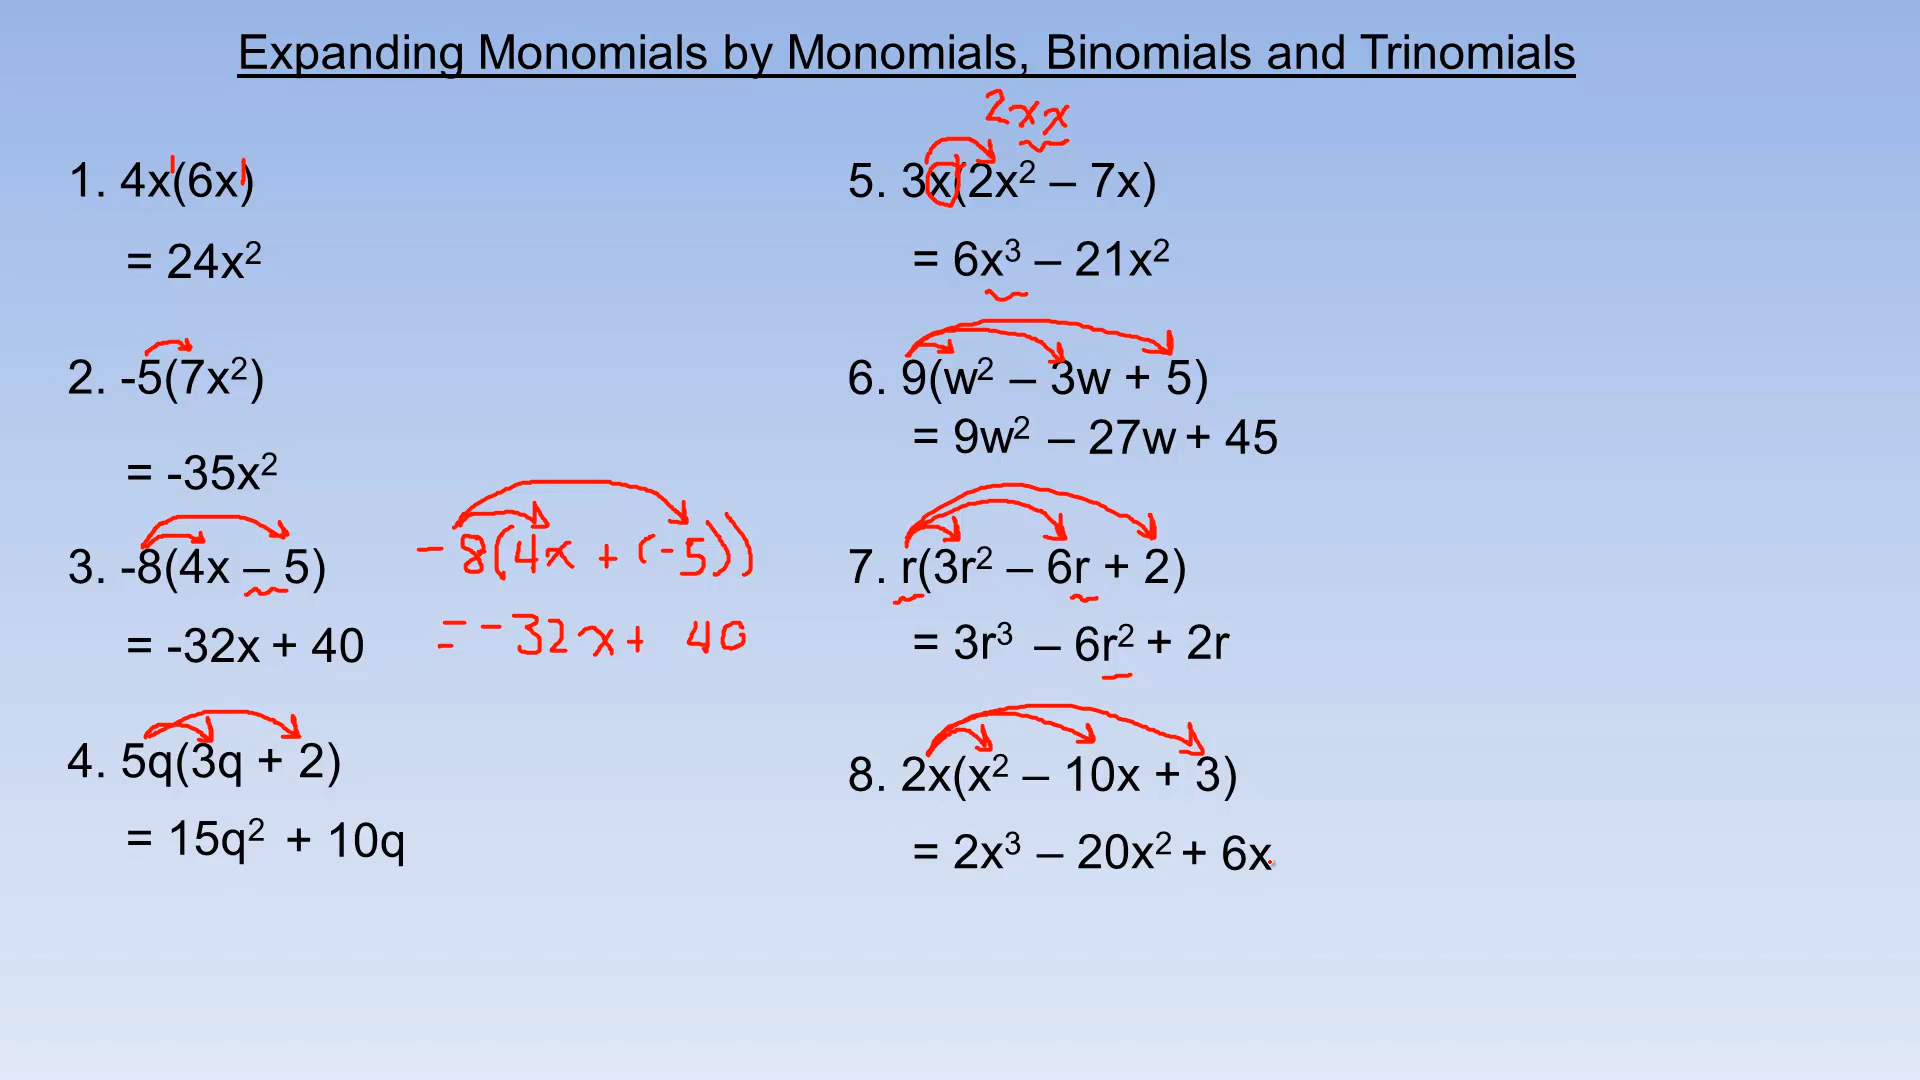 Expanding Monomials by Monomials, Binomials and Trinomials
1. 4x¹(6x¹)
= 24x²
2. -5(7x²)
= -35x²
3. -8(4x – 5)
= -32x + 40
-8(4x + (-5))
= -32x + 40
4. 5q(3q + 2)
= 15q² + 10q
2xx
5. 3x(2x² – 7x)
= 6x³ – 21x²
6. 9(w² – 3w + 5)
= 9w² – 27w + 45
7. r(3r² – 6r + 2)
= 3r³ – 6r² + 2r
8. 2x(x² – 10x + 3)
= 2x³ – 20x² + 6x